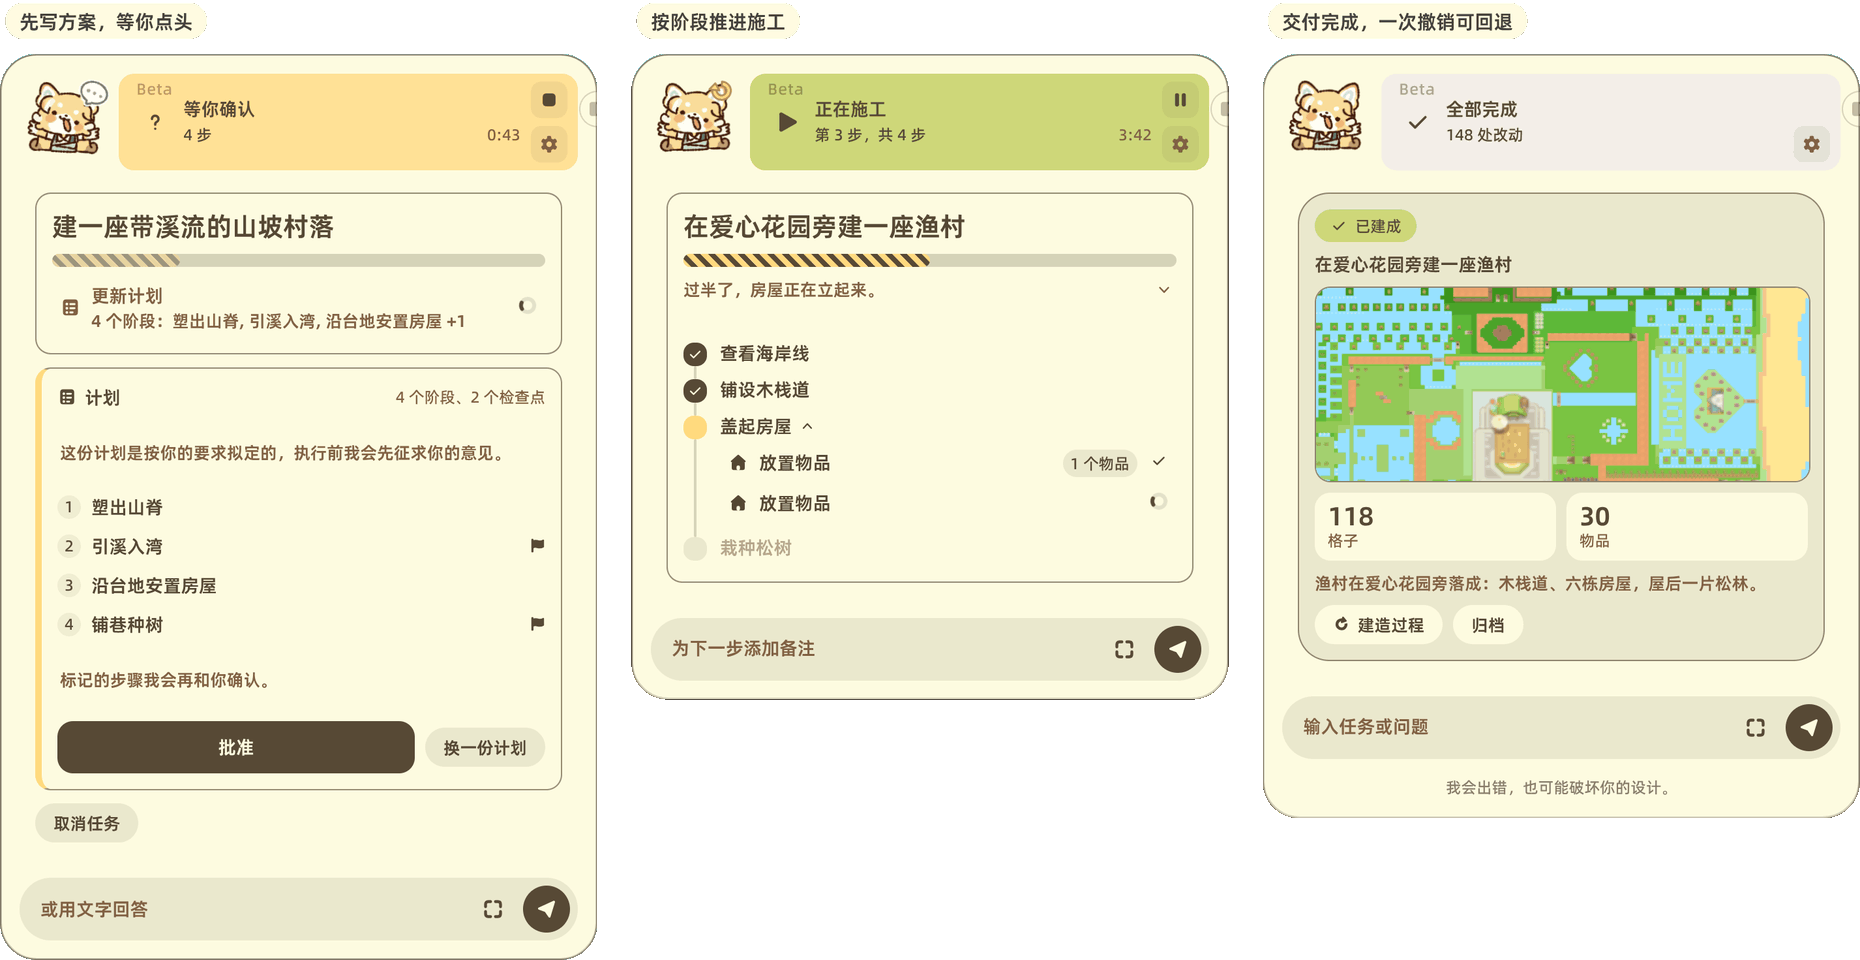 先写方案，等你点头
Beta
等你确认
4 步
0:43
建一座带溪流的山坡村落
更新计划
4 个阶段：塑出山脊, 引溪入湾, 沿台地安置房屋 +1
计划
4 个阶段、2 个检查点
这份计划是按你的要求拟定的，执行前我会先征求你的意见。
1 塑出山脊
2 引溪入湾
3 沿台地安置房屋
4 铺巷种树
标记的步骤我会再和你确认。
批准
换一份计划
取消任务
或用文字回答
按阶段推进施工
Beta
正在施工
第 3 步，共 4 步
3:42
在爱心花园旁建一座渔村
过半了，房屋正在立起来。
查看海岸线
铺设木栈道
盖起房屋
放置物品
1 个物品
放置物品
栽种松树
为下一步添加备注
交付完成，一次撤销可回退
Beta
全部完成
148 处改动
已建成
在爱心花园旁建一座渔村
HOME
118
格子
30
物品
渔村在爱心花园旁落成：木栈道、六栋房屋，屋后一片松林。
建造过程
归档
输入任务或问题
我会出错，也可能破坏你的设计。